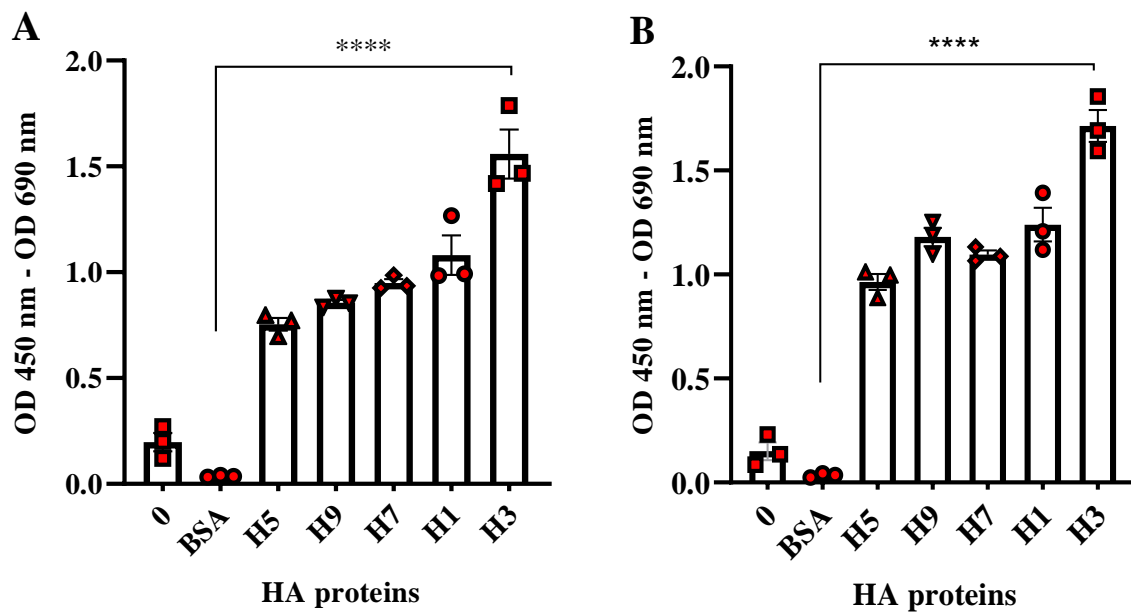 A
****
OD 450 nm - OD 690 nm
2.0
1.5
1.0
0.5
0.0
0 BSA H5 H9 H7 H1 H3
HA proteins
B
****
OD 450 nm - OD 690 nm
2.0
1.5
1.0
0.5
0.0
0 BSA H5 H9 H7 H1 H3
HA proteins